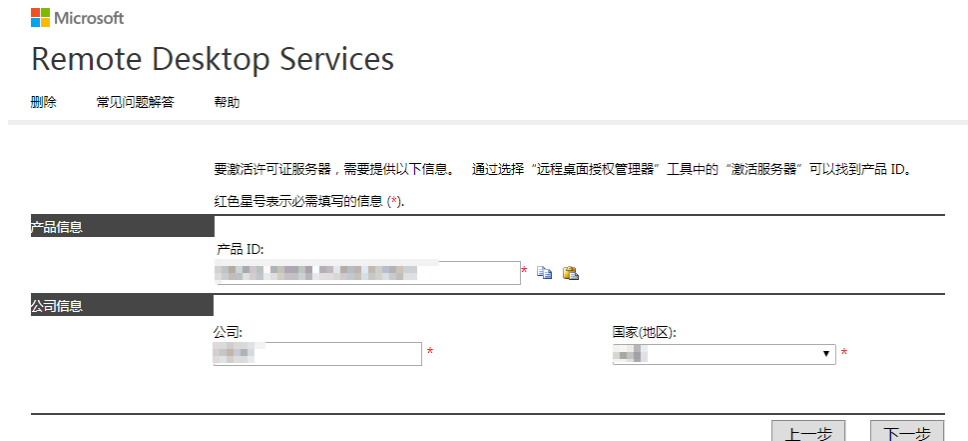 Microsoft
Remote Desktop Services
删除 常见问题解答 帮助
要激活许可证服务器，需要提供以下信息。 通过选择“远程桌面授权管理器”工具中的“激活服务器”可以找到产品 ID。
红色星号表示必需填写的信息 (*).
产品信息
产品 ID:
*
公司信息
公司: 国家(地区):
* *
上一步 下一步